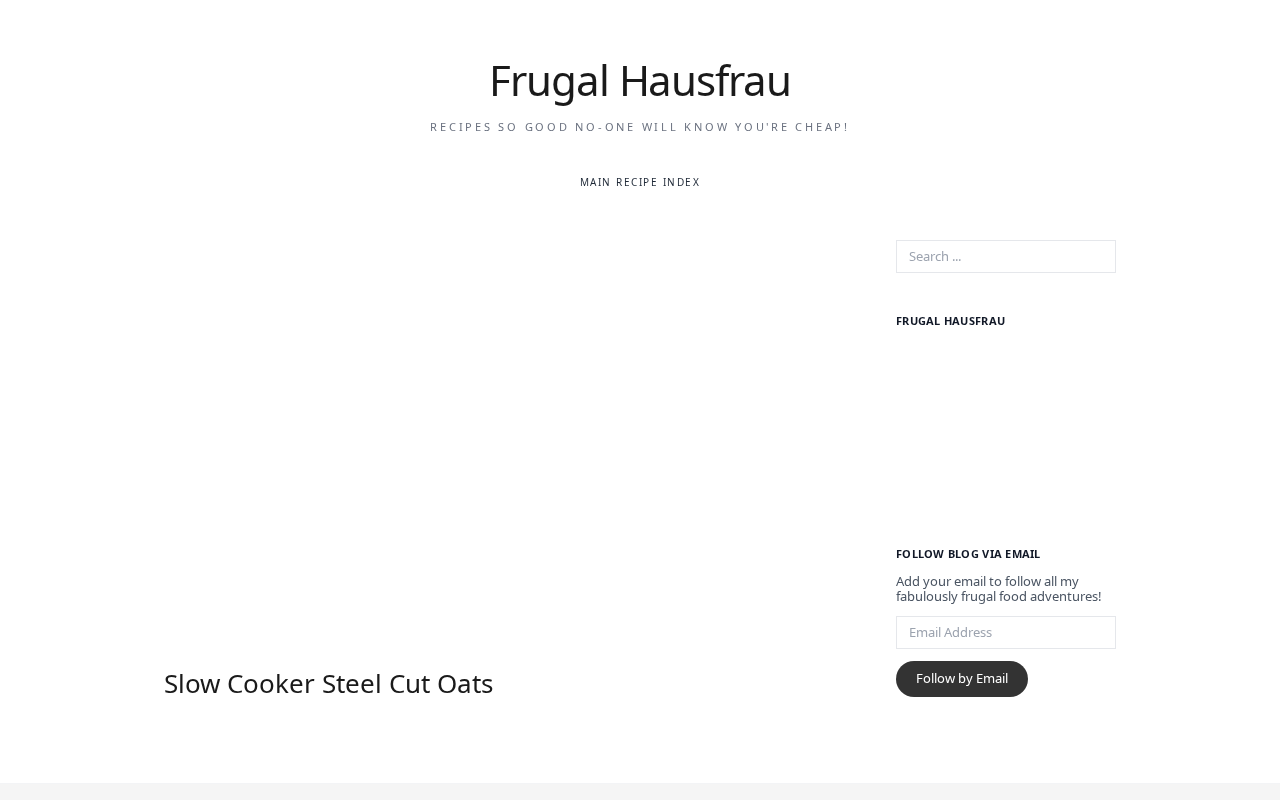 Frugal Hausfrau
RECIPES SO GOOD NO-ONE WILL KNOW YOU'RE CHEAP!
MAIN RECIPE INDEX
Search ...
FRUGAL HAUSFRAU
FOLLOW BLOG VIA EMAIL
Add your email to follow all my
fabulously frugal food adventures!
Email Address
Follow by Email
Slow Cooker Steel Cut Oats